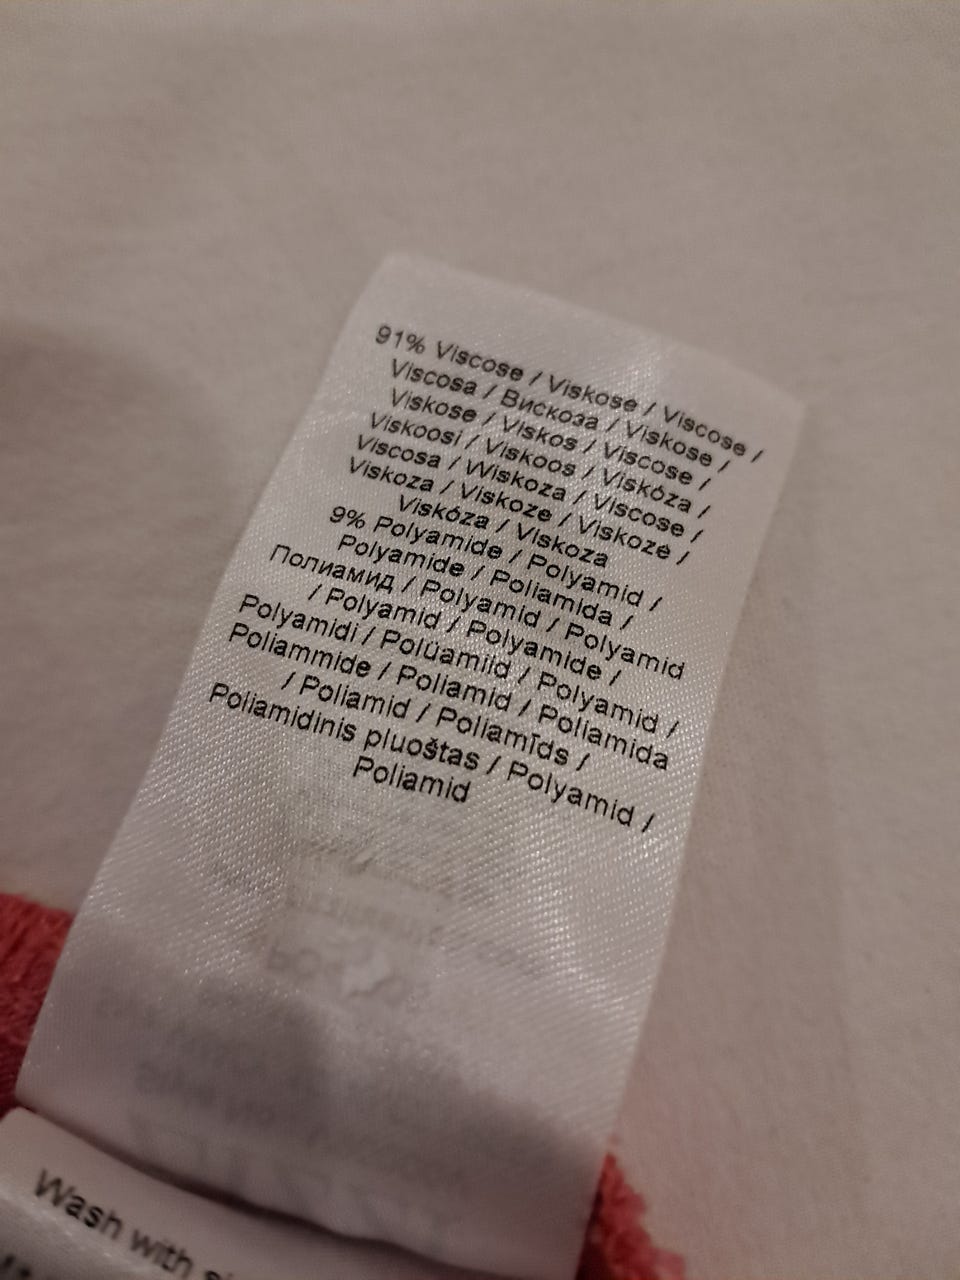 91% Viscose / Viskose / Viscose /
Viscosa / Вискоза / Viskose /
Viskose / Viskos / Viscose /
Viskoosi / Viskoos / Viskóza /
Viscosa / Wiskoza / Viscose /
Viskoza / Viskoze / Viskozė /
Viskóza / Viskoza
9% Polyamide / Polyamid /
Polyamide / Poliamida /
Полиамид / Polyamid / Polyamid
/ Polyamid / Polyamide /
Polyamidi / Polüamiid / Polyamid /
Poliammide / Poliamid / Poliamida
/ Poliamid / Poliamīds /
Poliamidinis pluoštas / Polyamid /
Poliamid
Wash with